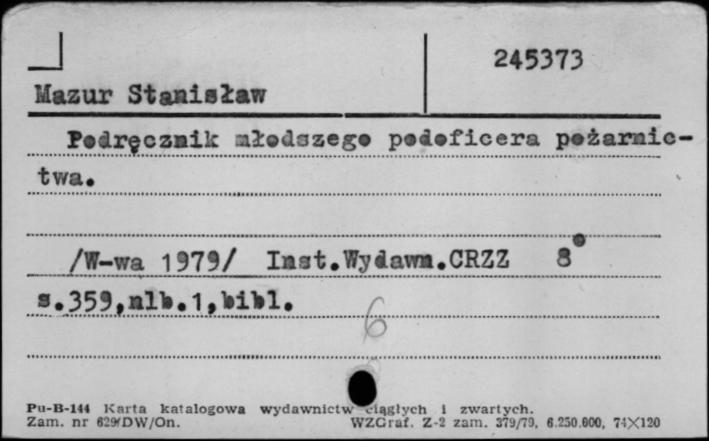 245373
Mazur Stanisław
Podręcznik młodszego podoficera pożarnic-
twa.
/W-wa 1979/ Inst.Wydawn.CRZZ 8°
s.359,nlb.1,bibl.
6
Pu-B-144 Karta katalogowa wydawnictw ciągłych i zwartych.
Zam. nr 629/DW/On. WZGraf. Z-2 zam. 379/79, 6.250.000, 74X120